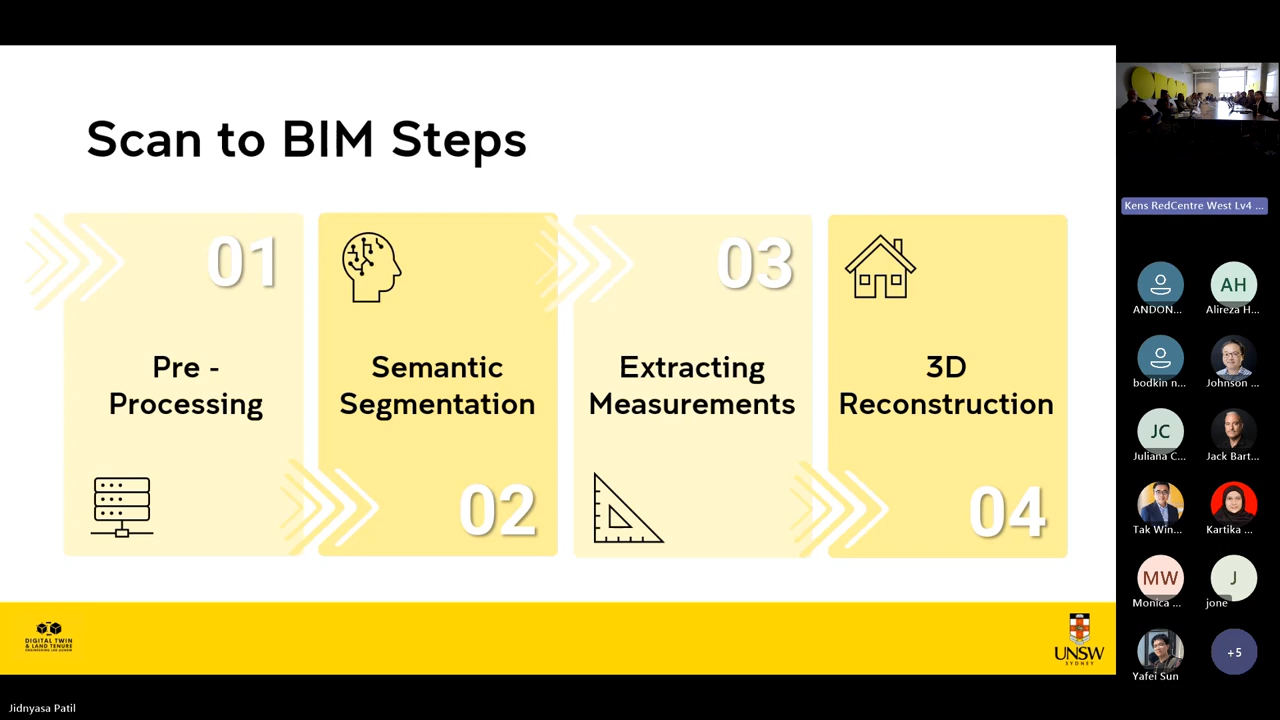 Scan to BIM Steps
01
Pre -
Processing
Semantic
Segmentation
02
03
Extracting
Measurements
3D
Reconstruction
04
DIGITAL TWIN
& LAND TENURE
UNSW
SYDNEY
Kens RedCentre West Lv4 ...
ANDON...
AH
Alireza H...
bodkin n...
Johnson ...
JC
Juliana C...
Jack Bart...
Tak Win...
Kartika ...
MW
Monica ...
J
jone
Yafei Sun
+5
Jidnyasa Patil